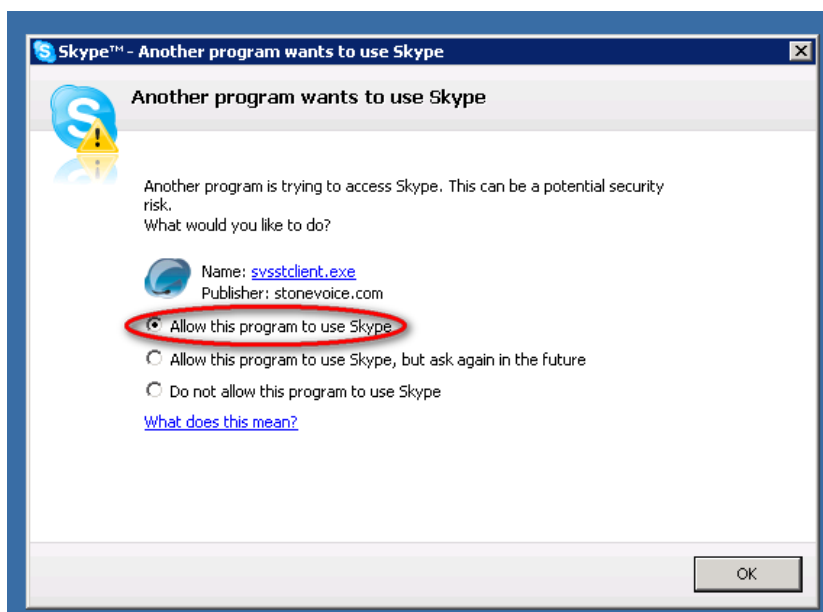 Skype™ - Another program wants to use Skype
Another program wants to use Skype
Another program is trying to access Skype. This can be a potential security
risk.
What would you like to do?
Name: svsstclient.exe
Publisher: stonevoice.com
Allow this program to use Skype
Allow this program to use Skype, but ask again in the future
Do not allow this program to use Skype
What does this mean?
OK